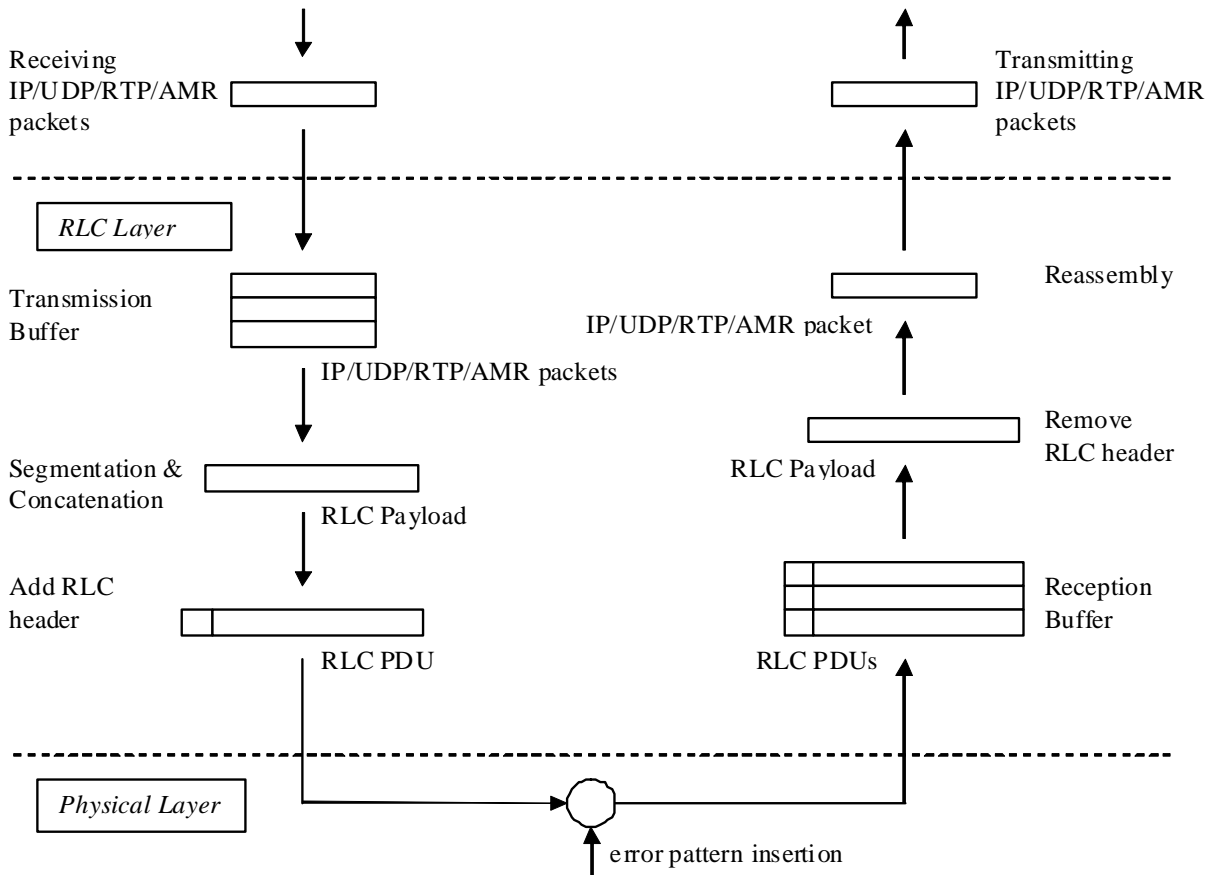 Receiving
IP/UDP/RTP/AMR
packets
Transmitting
IP/UDP/RTP/AMR
packets
RLC Layer
Transmission
Buffer
IP/UDP/RTP/AMR packets
Reassembly
IP/UDP/RTP/AMR packet
Segmentation &
Concatenation
RLC Payload
Remove
RLC header
RLC Payload
Add RLC
header
RLC PDU
Reception
Buffer
RLC PDUs
Physical Layer
error pattern insertion